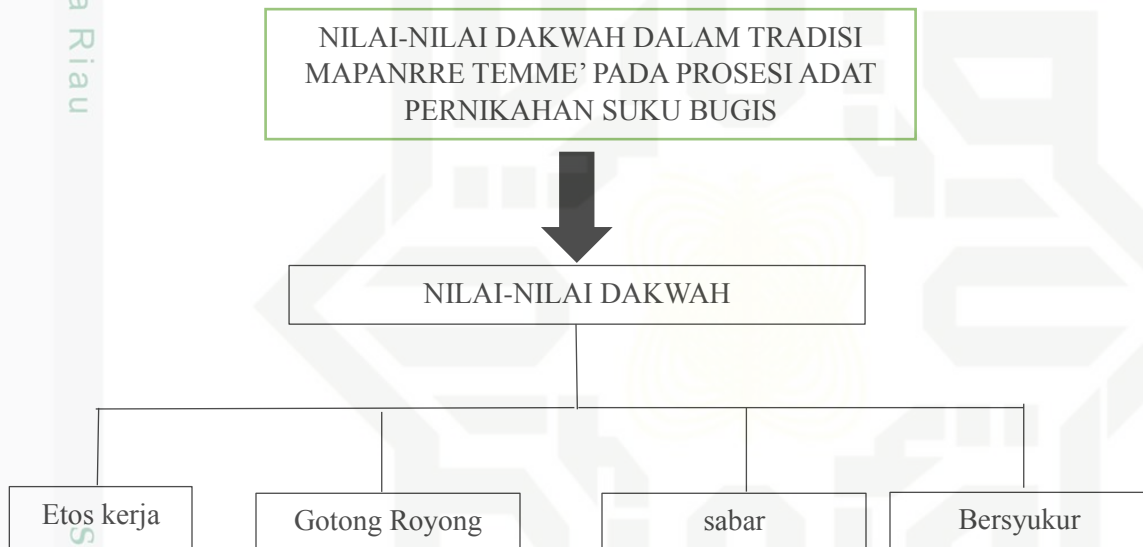 a Riau
NILAI-NILAI DAKWAH DALAM TRADISI
MAPANRRE TEMME’ PADA PROSESI ADAT
PERNIKAHAN SUKU BUGIS
NILAI-NILAI DAKWAH
Etos kerja
Gotong Royong
sabar
Bersyukur
S